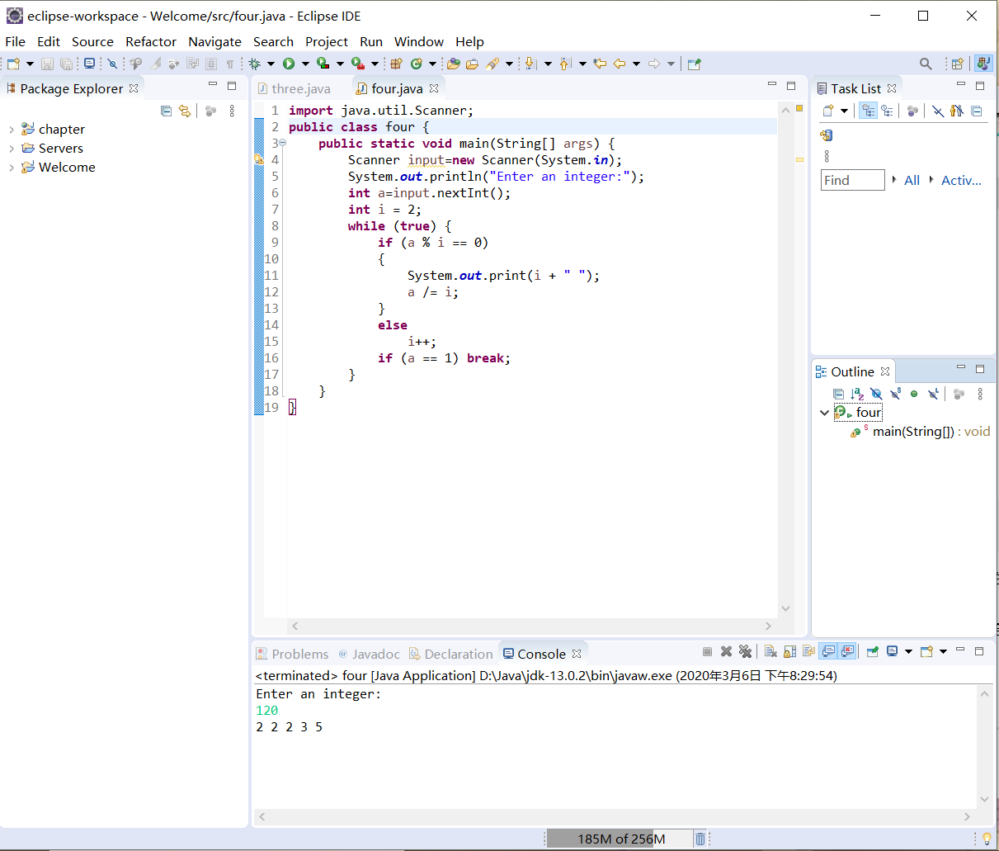 eclipse-workspace - Welcome/src/four.java - Eclipse IDE
File Edit Source Refactor Navigate Search Project Run Window Help
Package Explorer
chapter
Servers
Welcome
three.java four.java
1 import java.util.Scanner;
2 public class four {
3 public static void main(String[] args) {
4 Scanner input=new Scanner(System.in);
5 System.out.println("Enter an integer:");
6 int a=input.nextInt();
7 int i = 2;
8 while (true) {
9 if (a % i == 0)
10 {
11 System.out.print(i + " ");
12 a /= i;
13 }
14 else
15 i++;
16 if (a == 1) break;
17 }
18 }
19 }
Task List
Find All Activ...
Outline
four
main(String[]) : void
Problems @ Javadoc Declaration Console
<terminated> four [Java Application] D:\Java\jdk-13.0.2\bin\javaw.exe (2020年3月6日 下午8:29:54)
Enter an integer:
120
2 2 2 3 5
185M of 256M